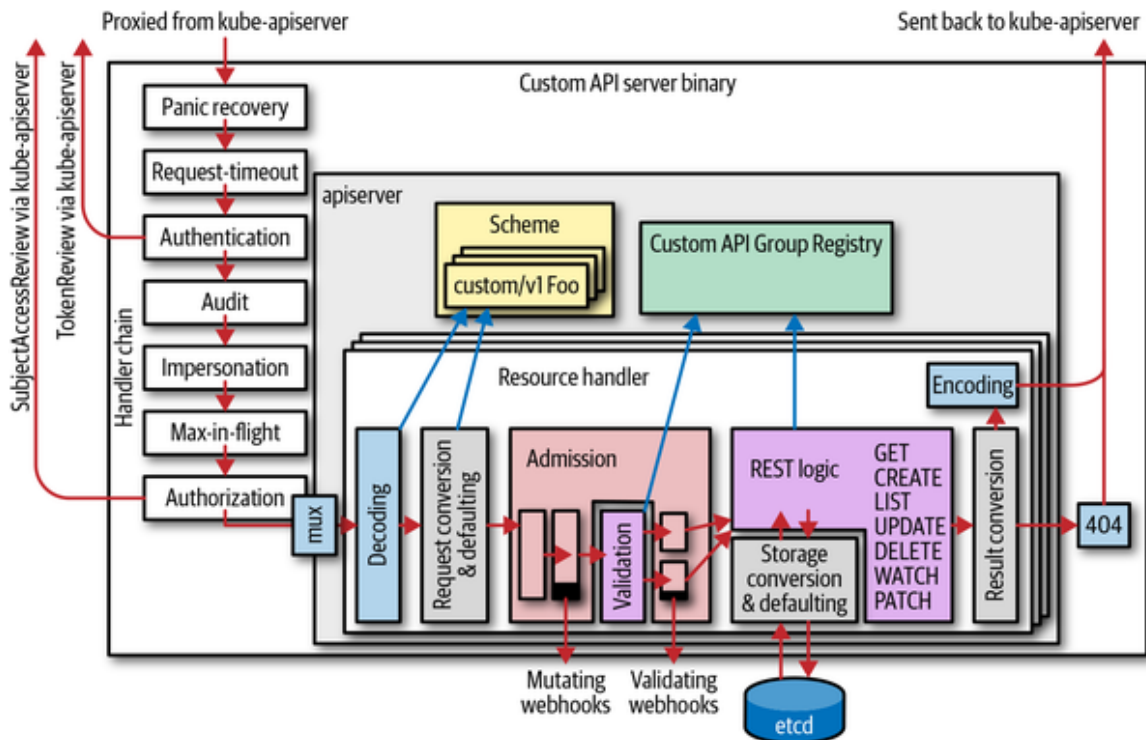 Proxied from kube-apiserver
Sent back to kube-apiserver
SubjectAccessReview via kube-apiserver
TokenReview via kube-apiserver
Custom API server binary
Handler chain
Panic recovery
Request-timeout
Authentication
Audit
Impersonation
Max-in-flight
Authorization
mux
apiserver
Scheme
custom/v1 Foo
Custom API Group Registry
Resource handler
Encoding
Decoding
Request conversion
& defaulting
Admission
Validation
REST logic
GET
CREATE
LIST
UPDATE
DELETE
WATCH
PATCH
Storage
conversion
& defaulting
Result conversion
404
Mutating
webhooks
Validating
webhooks
etcd